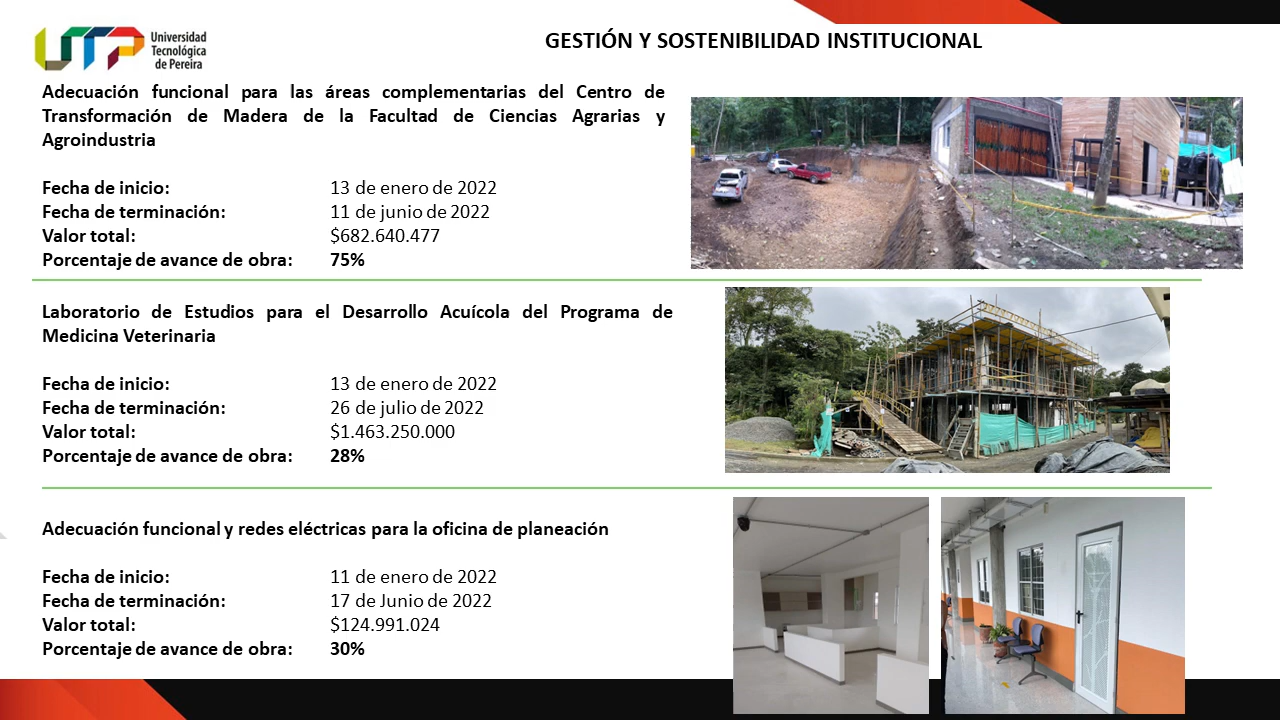 UTP Universidad
Tecnológica
de Pereira
GESTIÓN Y SOSTENIBILIDAD INSTITUCIONAL
Adecuación funcional para las áreas complementarias del Centro de
Transformación de Madera de la Facultad de Ciencias Agrarias y
Agroindustria
Fecha de inicio: 13 de enero de 2022
Fecha de terminación: 11 de junio de 2022
Valor total: $682.640.477
Porcentaje de avance de obra: 75%
Laboratorio de Estudios para el Desarrollo Acuícola del Programa de
Medicina Veterinaria
Fecha de inicio: 13 de enero de 2022
Fecha de terminación: 26 de julio de 2022
Valor total: $1.463.250.000
Porcentaje de avance de obra: 28%
Adecuación funcional y redes eléctricas para la oficina de planeación
Fecha de inicio: 11 de enero de 2022
Fecha de terminación: 17 de Junio de 2022
Valor total: $124.991.024
Porcentaje de avance de obra: 30%